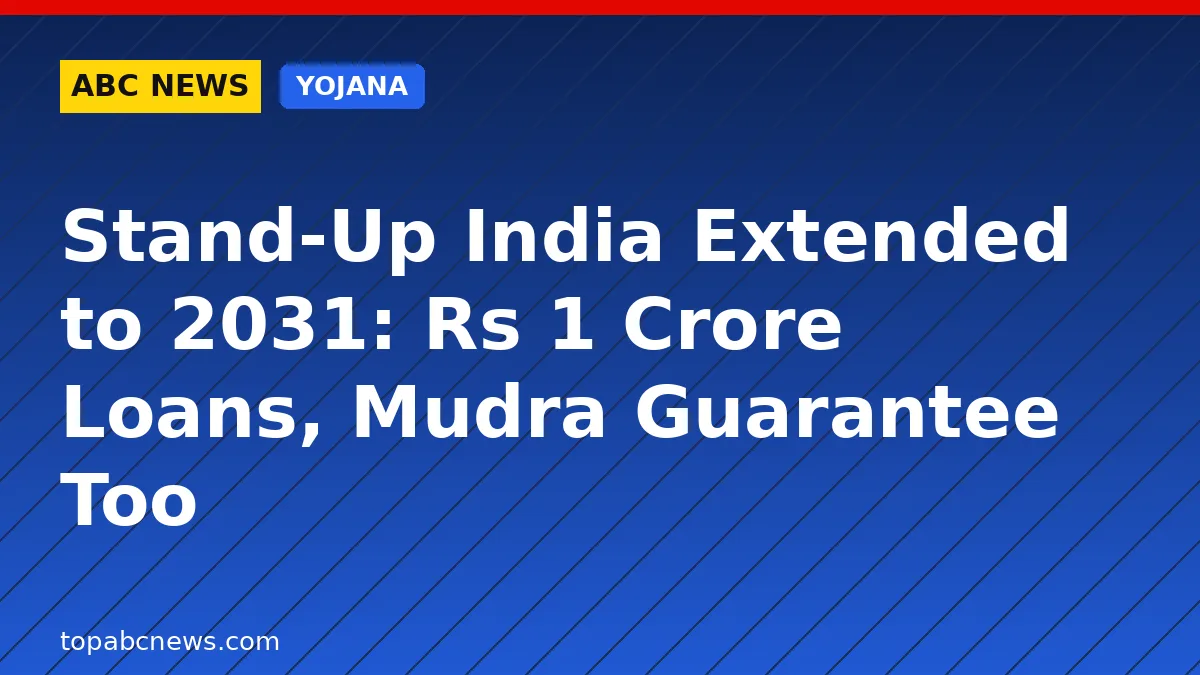 ABC NEWS
YOJANA
Stand-Up India Extended
to 2031: Rs 1 Crore
Loans, Mudra Guarantee
Too
topabcnews.com